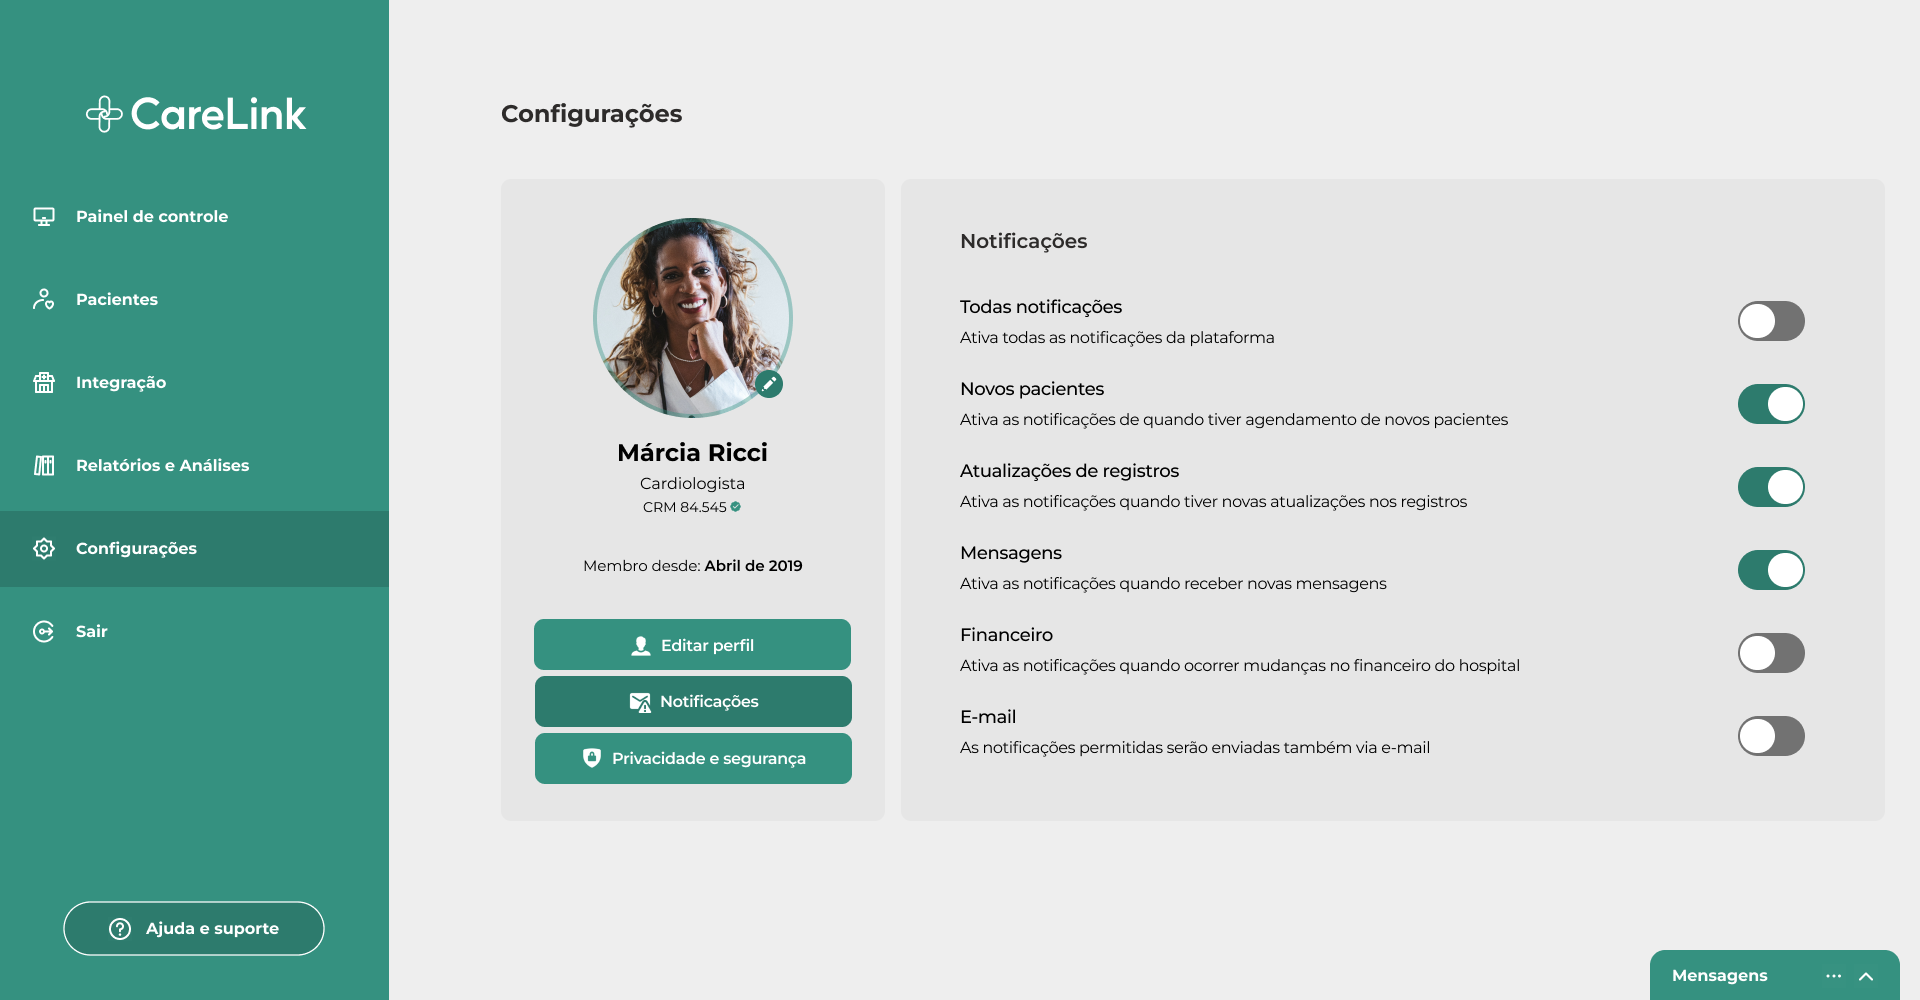 CareLink
Painel de controle
Pacientes
Integração
Relatórios e Análises
Configurações
Sair
Ajuda e suporte
Configurações
Márcia Ricci
Cardiologista
CRM 84.545
Membro desde: Abril de 2019
Editar perfil
Notificações
Privacidade e segurança
Notificações
Todas notificações
Ativa todas as notificações da plataforma
Novos pacientes
Ativa as notificações de quando tiver agendamento de novos pacientes
Atualizações de registros
Ativa as notificações quando tiver novas atualizações nos registros
Mensagens
Ativa as notificações quando receber novas mensagens
Financeiro
Ativa as notificações quando ocorrer mudanças no financeiro do hospital
E-mail
As notificações permitidas serão enviadas também via e-mail
Mensagens